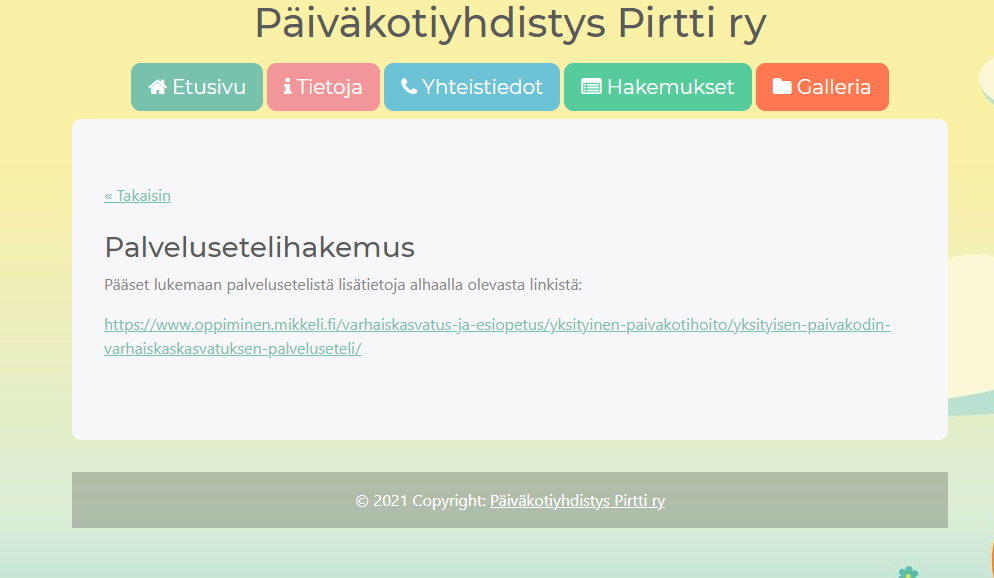 Päiväkotiyhdistys Pirtti ry
Etusivu Tietoja Yhteistiedot Hakemukset Galleria
« Takaisin
Palvelusetelihakemus
Pääset lukemaan palvelusetelistä lisätietoja alhaalla olevasta linkistä:
https://www.oppiminen.mikkeli.fi/varhaiskasvatus-ja-esiopetus/yksityinen-paivakotihoito/yksityisen-paivakodin-
varhaiskaskasvatuksen-palveluseteli/
© 2021 Copyright: Päiväkotiyhdistys Pirtti ry